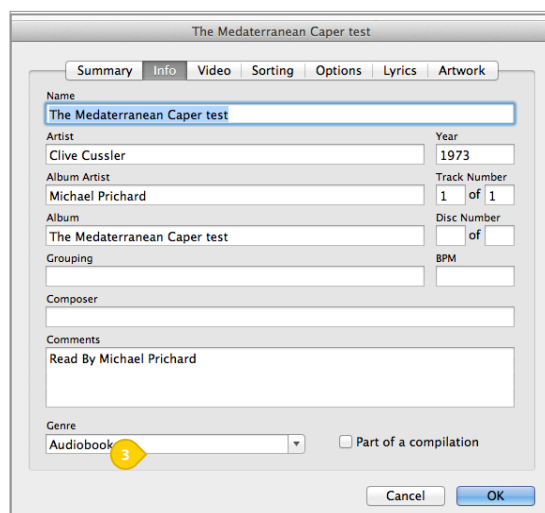 The Medaterranean Caper test
Summary Info Video Sorting Options Lyrics Artwork
Name
The Medaterranean Caper test
Artist Year
Clive Cussler 1973
Album Artist Track Number
Michael Prichard 1 of 1
Album Disc Number
The Medaterranean Caper test of
Grouping BPM
Composer
Comments
Read By Michael Prichard
Genre
Audiobook 3 Part of a compilation
Cancel OK